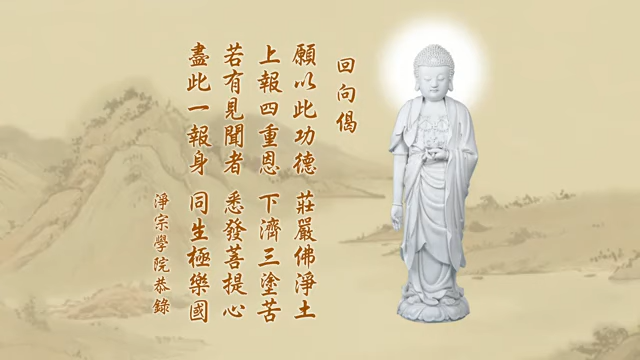 回向偈
願以此功德 莊嚴佛淨土
上報四重恩 下濟三塗苦
若有見聞者 悉發菩提心
盡此一報身 同生極樂國
淨宗學院恭錄